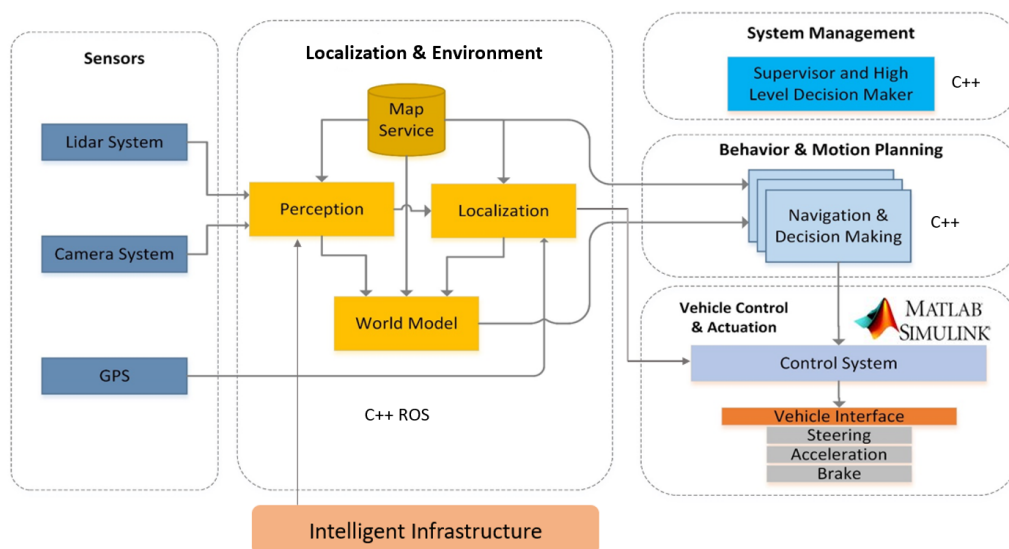 Sensors
Lidar System
Camera System
GPS
Localization & Environment
Map
Service
Perception
Localization
World Model
C++ ROS
Intelligent Infrastructure
System Management
Supervisor and High
Level Decision Maker
C++
Behavior & Motion Planning
Navigation &
Decision Making
C++
Vehicle Control
& Actuation
MATLAB®
SIMULINK®
Control System
Vehicle Interface
Steering
Acceleration
Brake